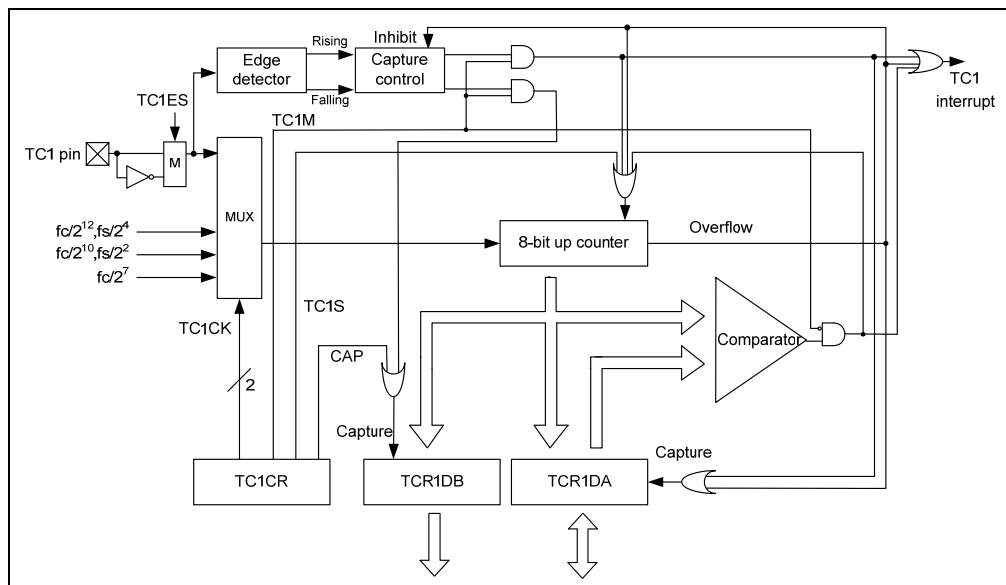 Inhibit
Rising
Edge
detector
Capture
control
Falling
TC1
interrupt
TC1ES
TC1M
TC1 pin
M
MUX
fc/2¹²,fs/2⁴
fc/2¹⁰,fs/2²
fc/2⁷
8-bit up counter
Overflow
TC1CK
TC1S
Comparator
CAP
2
Capture
Capture
TC1CR
TCR1DB
TCR1DA